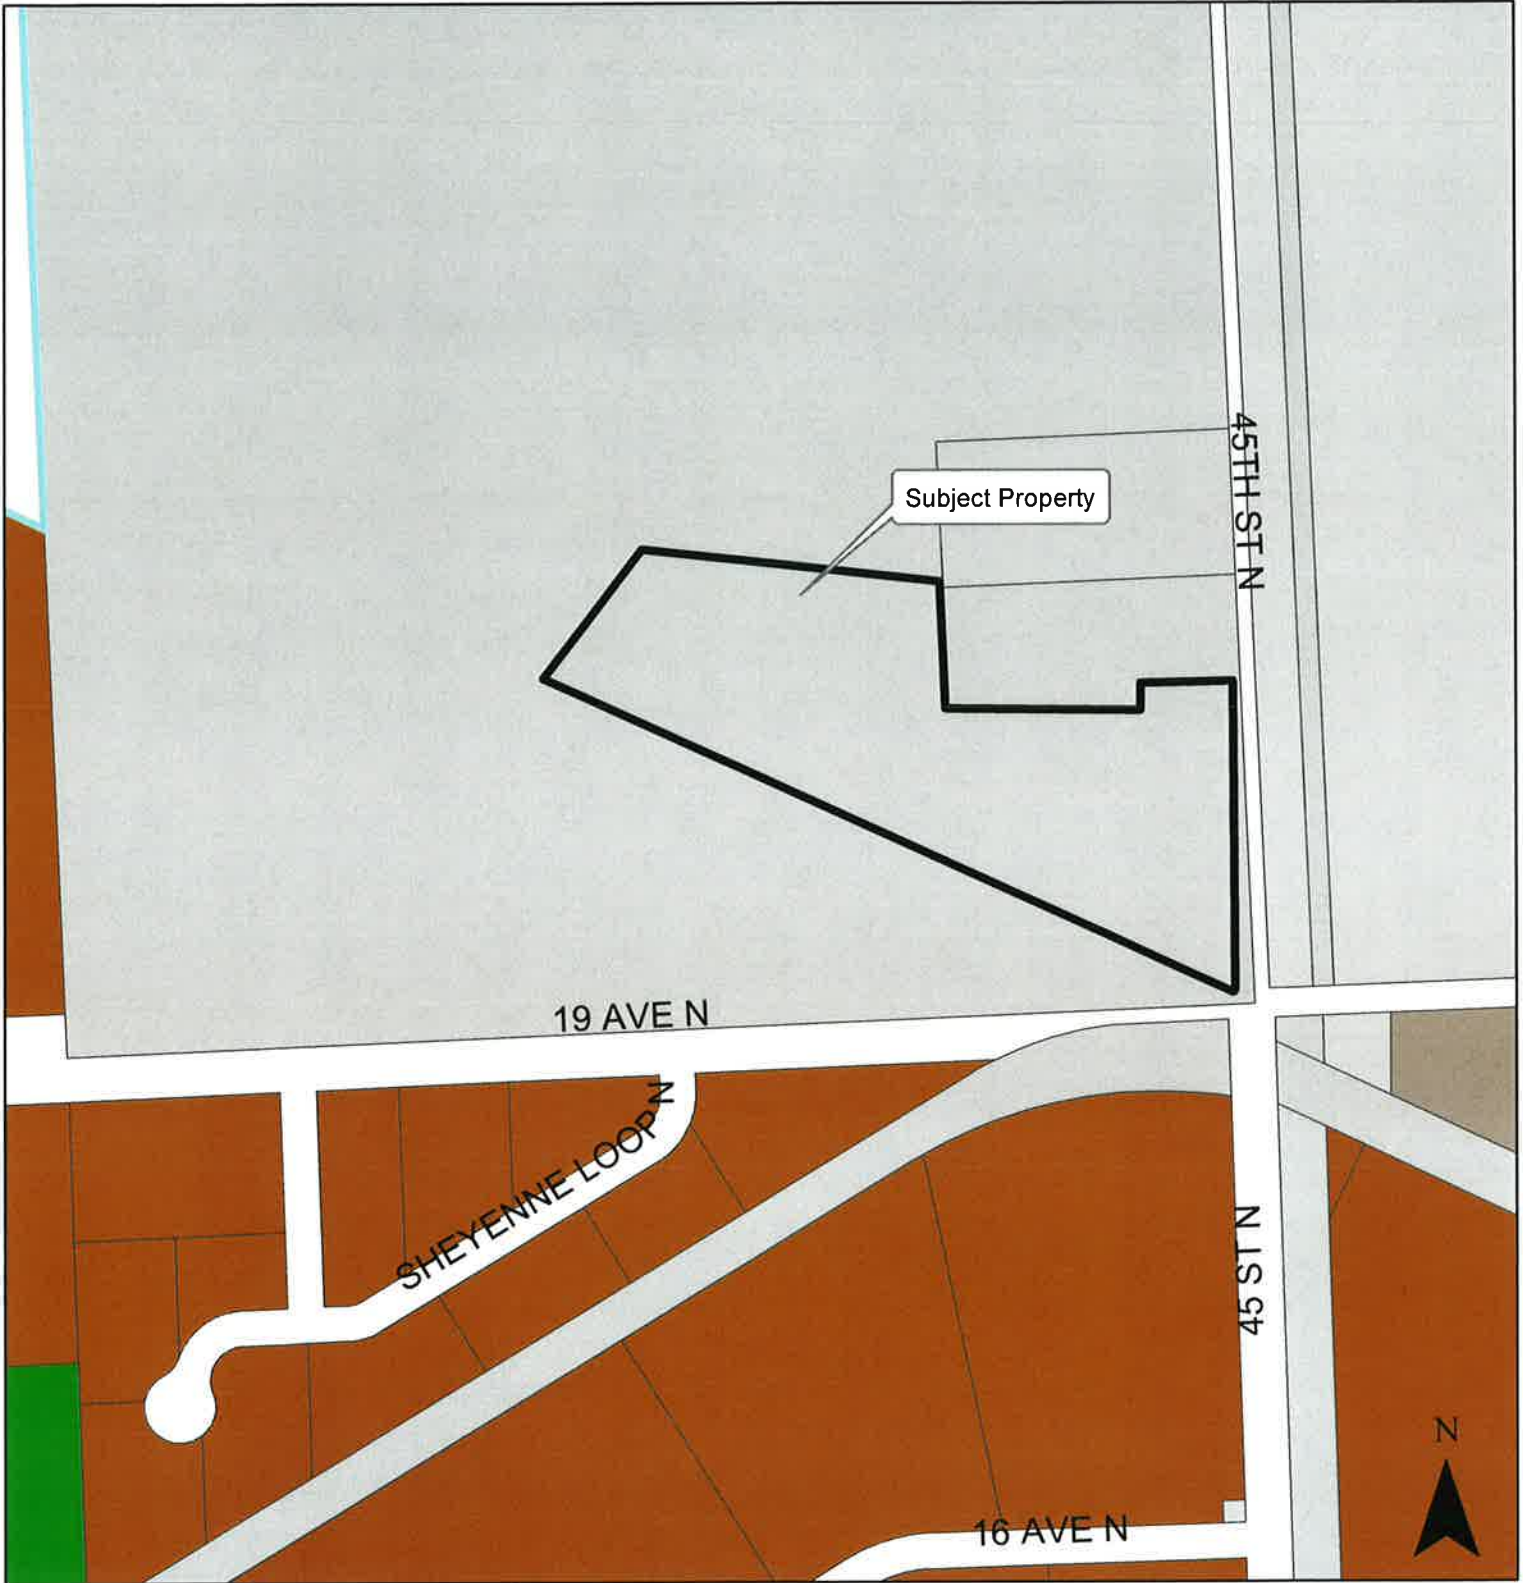 45TH ST N
Subject Property
19 AVE N
SHEYENNE LOOP N
45 ST N
N
16 AVE N